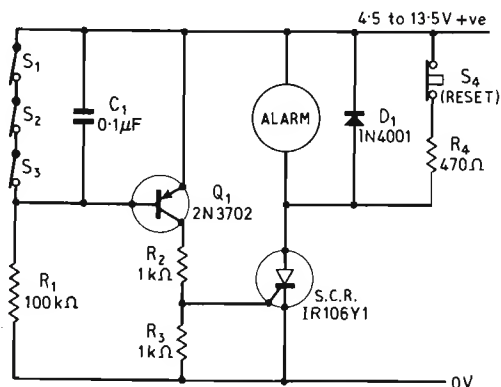 4.5 to 13.5V +ve
S1
S2
S3
C1
0.1μF
ALARM
D1
1N4001
S4
(RESET)
R4
470Ω
Q1
2N3702
R2
1kΩ
R1
100kΩ
R3
1kΩ
S.C.R.
IR106Y1
0V